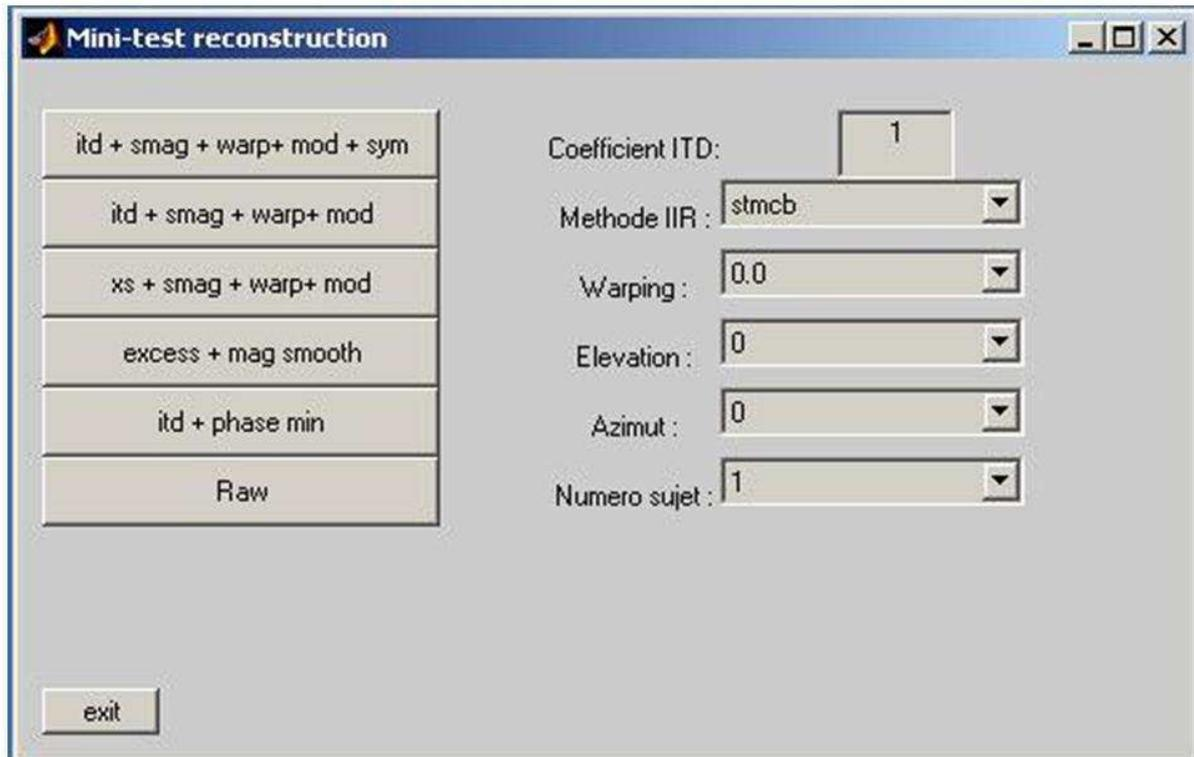 Mini-test reconstruction
itd + smag + warp+ mod + sym
itd + smag + warp+ mod
xs + smag + warp+ mod
excess + mag smooth
itd + phase min
Raw
exit
Coefficient ITD: 1
Methode IIR : stmcb
Warping : 0.0
Elevation : 0
Azimut : 0
Numero sujet : 1